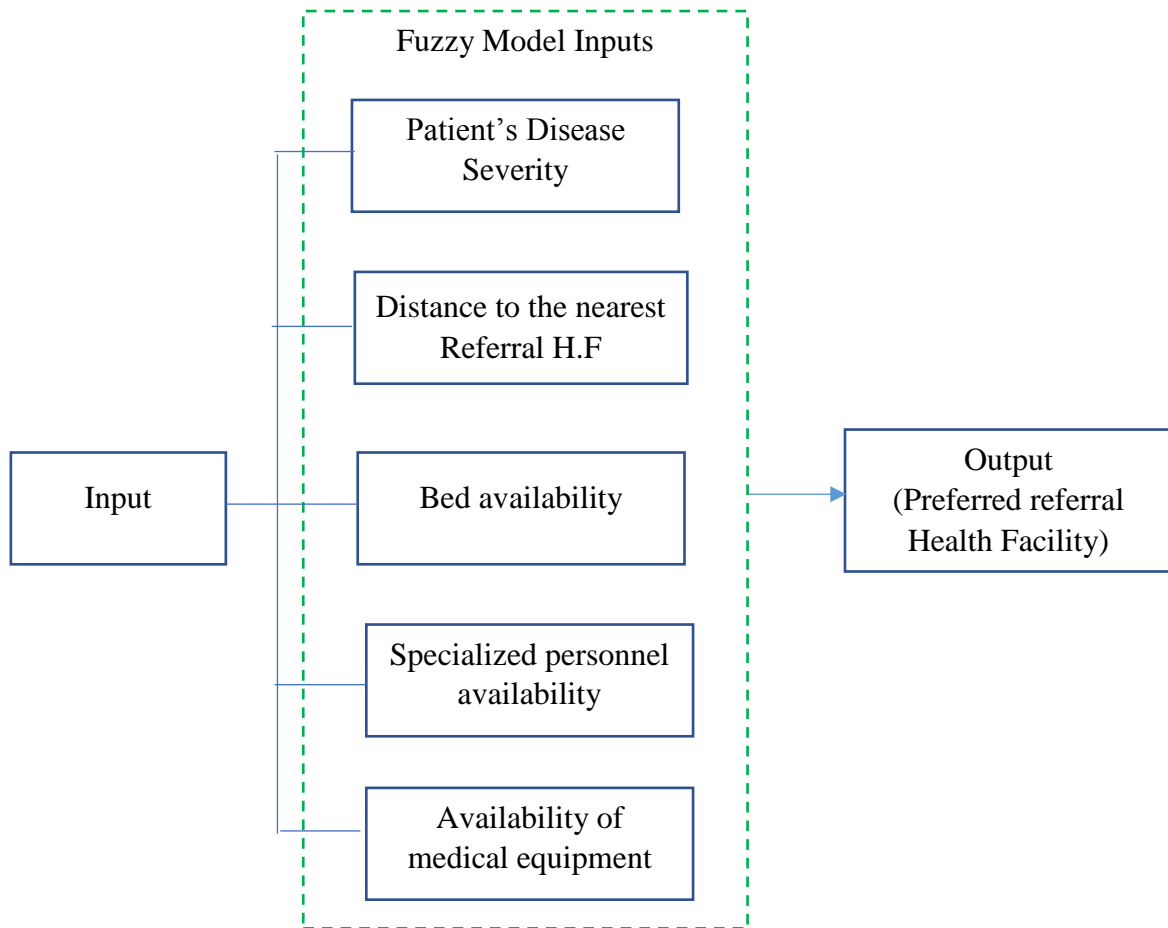 Fuzzy Model Inputs
Patient’s Disease
Severity
Distance to the nearest
Referral H.F
Input
Bed availability
Output
(Preferred referral
Health Facility)
Specialized personnel
availability
Availability of
medical equipment